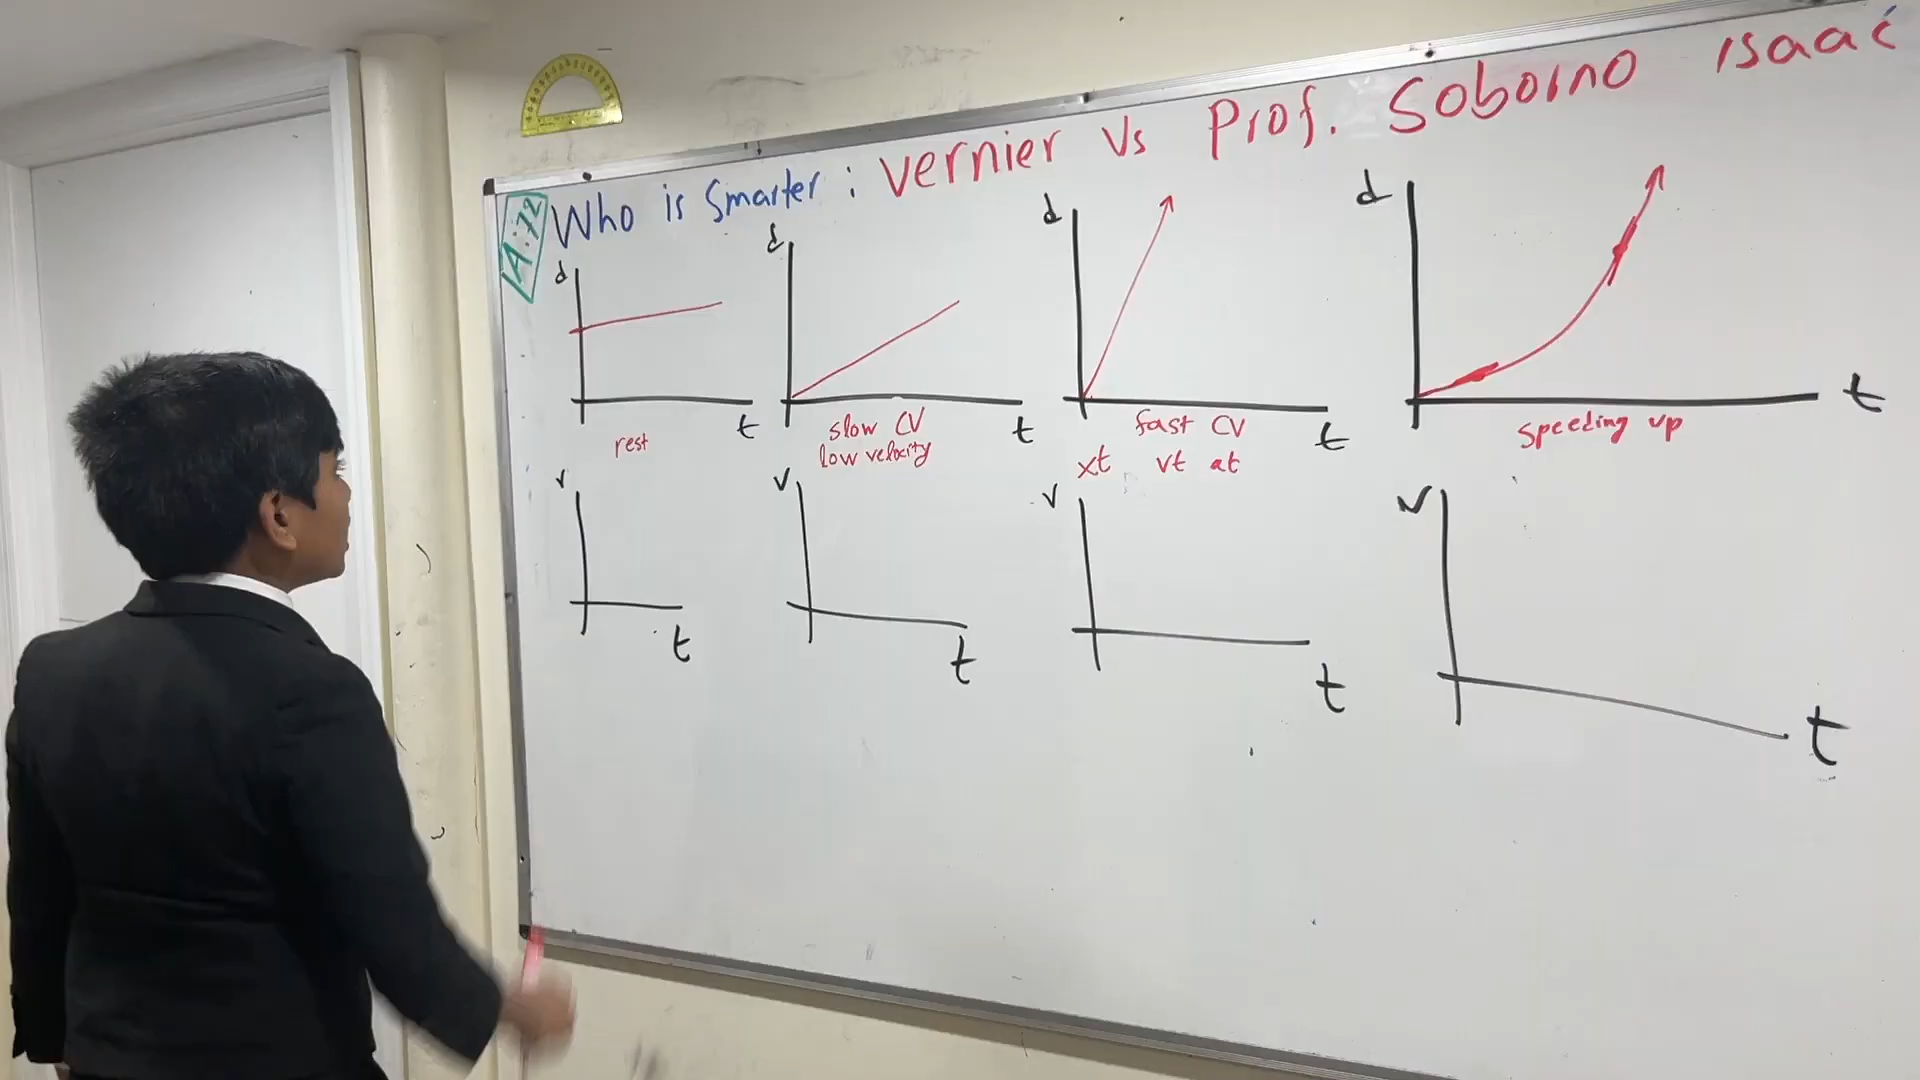 Who is Smarter: Vernier Vs Prof. Soborno isaac
A:72
d
d
d
d
t
t
t
t
rest
slow CV
low velocity
fast CV
xt vt at
speeding up
v
v
v
v
t
t
t
t